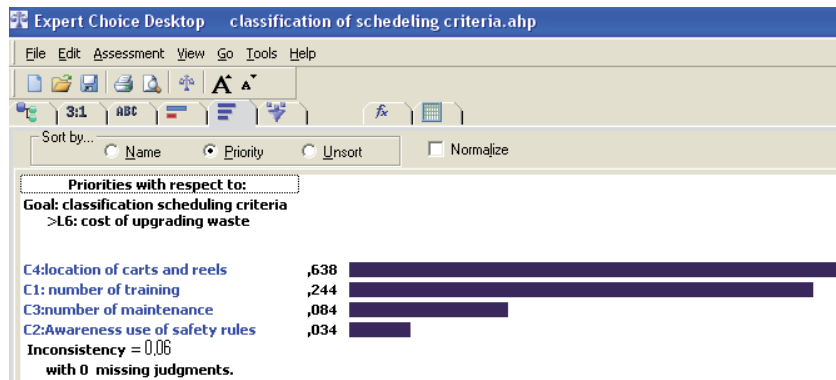 Expert Choice Desktop classification of schedeling criteria.ahp
File Edit Assessment View Go Tools Help
A A
3:1 ABC fx
Sort by... Name Priority Unsort Normalize
Priorities with respect to:
Goal: classification scheduling criteria
>L6: cost of upgrading waste
C4:location of carts and reels ,638
C1: number of training ,244
C3:number of maintenance ,084
C2:Awareness use of safety rules ,034
Inconsistency = 0,06
with 0 missing judgments.